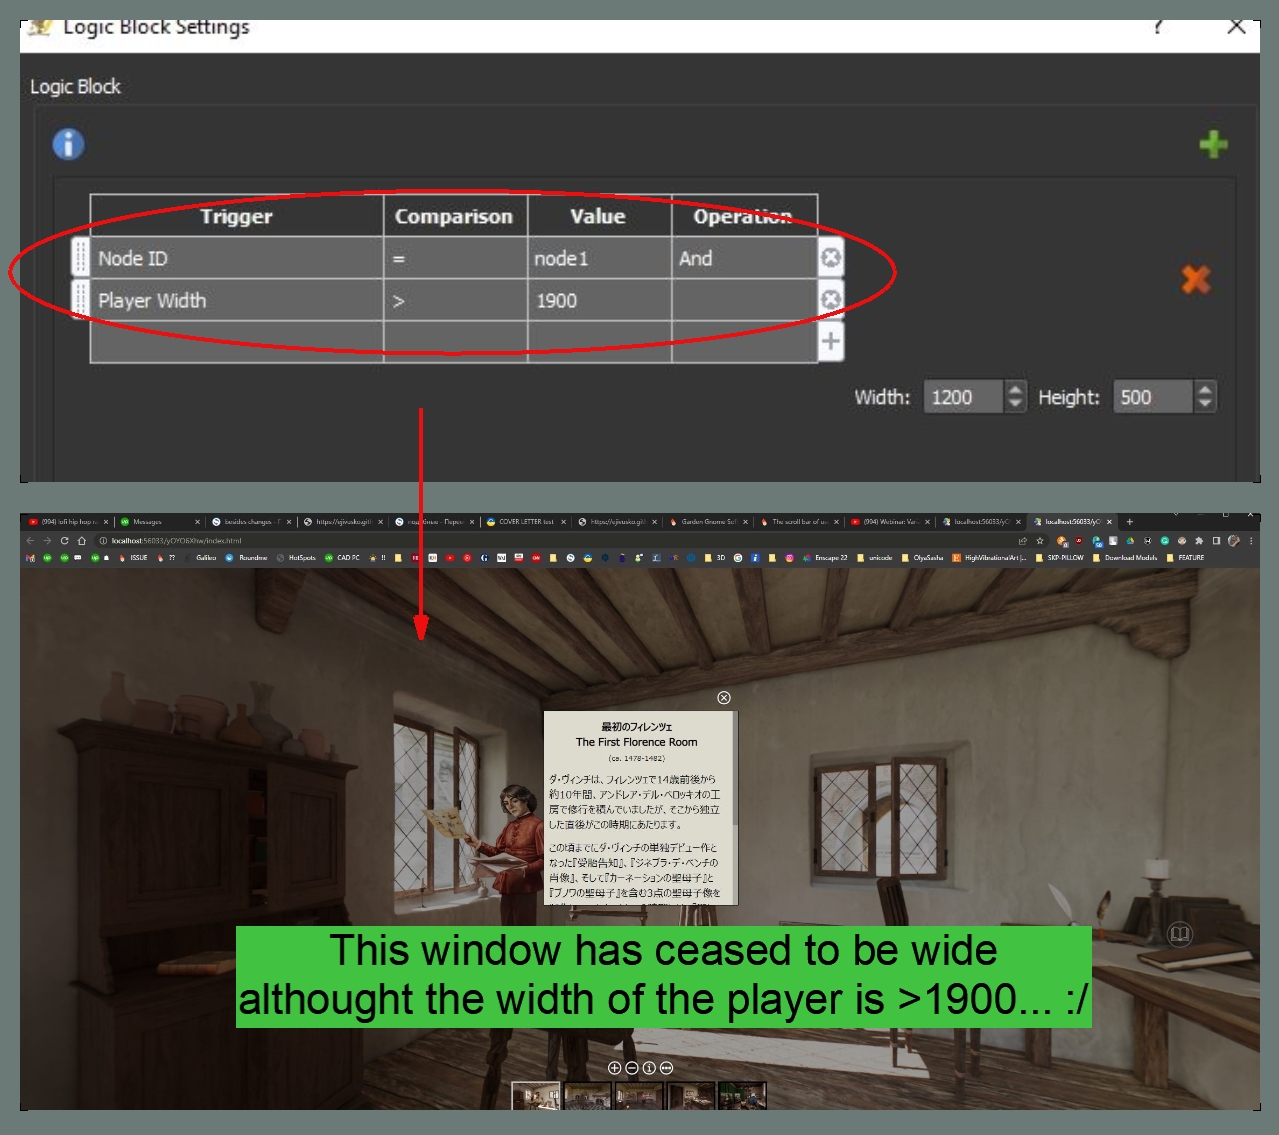 Logic Block Settings
?
Logic Block
Trigger Comparison Value Operation
Node ID = node1 And
Player Width > 1900
Width: 1200 Height: 500
(994) lofi hip hop Messages besides changes - https://ejivusko.git COVER LETTER test https://ejivusko.git Garden Gnome Soft The scroll bar of (994) Webinar: Vari localhost:56033/yO localhost:56033/yO
localhost:56033/yOYO6Xhw/index.html
ISSUE ?? Galileo Roundme HotSpots CAD PC !! 3D Enscape 22 unicode OlyaSasha HighVibrationalArt |... SKP-PILLOW Download Models FEATURE
最初のフィレンツェ
The First Florence Room
(ca. 1478-1482)
ダ・ヴィンチは、フィレンツェで14歳前後から
約10年間、アンドレア・デル・ベロッキオの工
房で修行を積んでいましたが、そこから独立
した直後がこの時期にあたります。
この頃までにダ・ヴィンチの単独デビュー作と
なった『受胎告知』、『ジネブラ・デ・ベンチの
肖像』、そして『カーネーションの聖母子』と
『ブノワの聖母子』を含む3点の聖母子像を
This window has ceased to be wide
althought the width of the player is >1900... :/